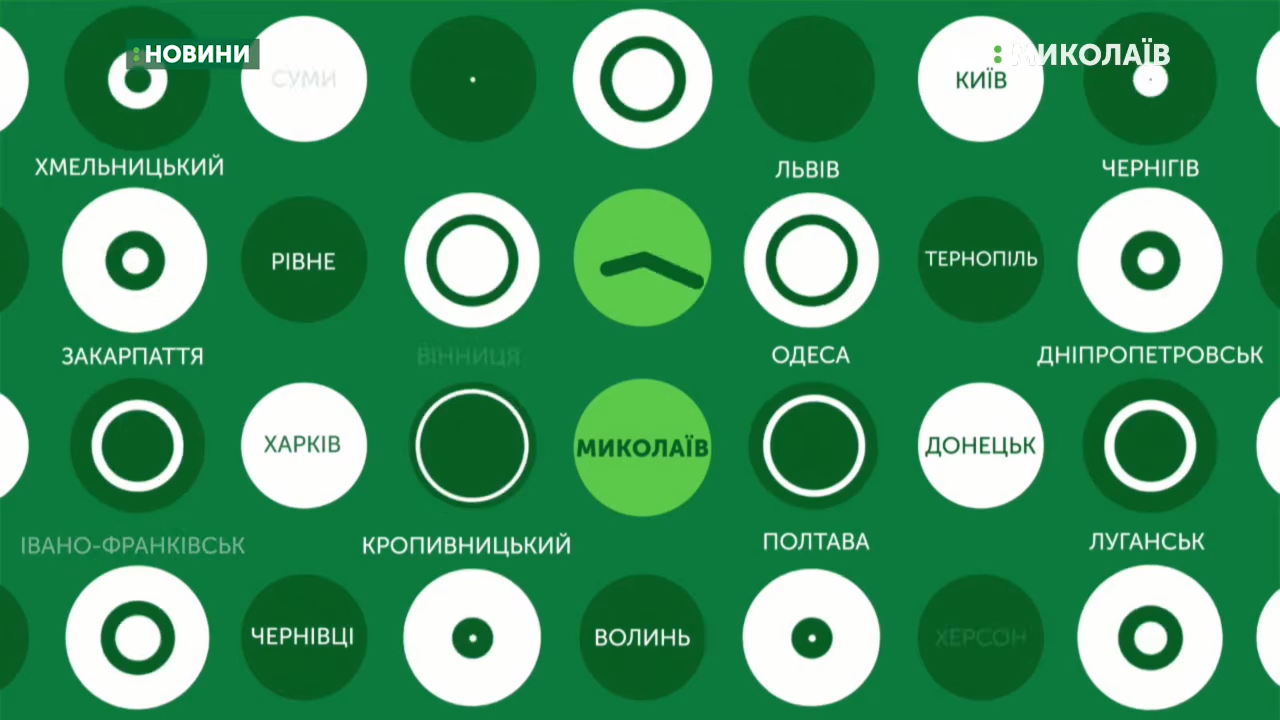 :НОВИНИ
:МИКОЛАЇВ
СУМИ
КИЇВ
ХМЕЛЬНИЦЬКИЙ
ЛЬВІВ
ЧЕРНІГІВ
РІВНЕ
ТЕРНОПІЛЬ
ЗАКАРПАТТЯ
ВІННИЦЯ
ОДЕСА
ДНІПРОПЕТРОВСЬК
ХАРКІВ
МИКОЛАЇВ
ДОНЕЦЬК
ІВАНО-ФРАНКІВСЬК
КРОПИВНИЦЬКИЙ
ПОЛТАВА
ЛУГАНСЬК
ЧЕРНІВЦІ
ВОЛИНЬ
ХЕРСОН